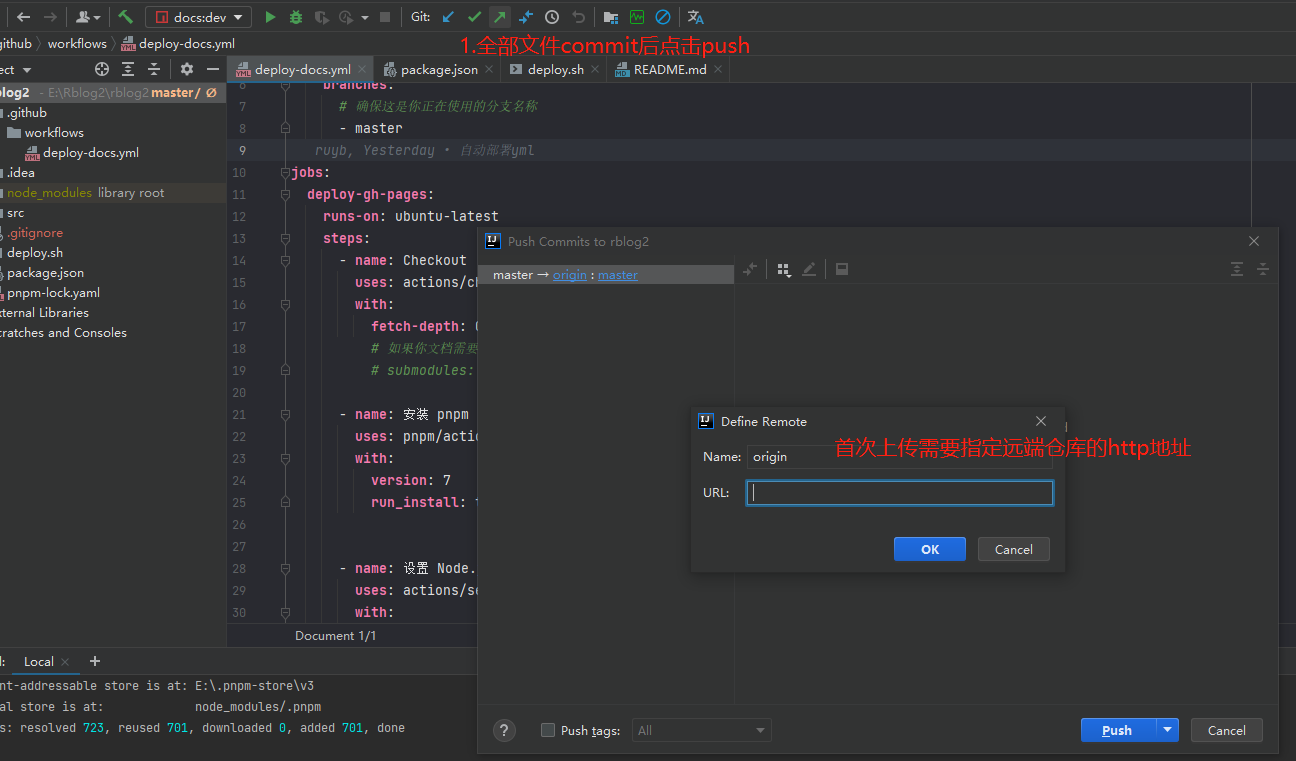 docs:dev
Git:
github
workflows
deploy-docs.yml
1.全部文件commit后点击push
ect
deploy-docs.yml
package.json
deploy.sh
README.md
blog2 - E:\Rblog2\rblog2 master / Ø
.github
workflows
deploy-docs.yml
.idea
node_modules library root
src
.gitignore
deploy.sh
package.json
pnpm-lock.yaml
ternal Libraries
cratches and Consoles
6 branches:
7 # 确保这是你正在使用的分支名称
8 - master
9 ruyb, Yesterday • 自动部署yml
10 jobs:
11 deploy-gh-pages:
12 runs-on: ubuntu-latest
13 steps:
14 - name: Checkout
15 uses: actions/c
16 with:
17 fetch-depth:
18 # 如果你文档需要
19 # submodules:
20
21 - name: 安装 pnpm
22 uses: pnpm/actio
23 with:
24 version: 7
25 run_install:
26
27
28 - name: 设置 Node.
29 uses: actions/se
30 with:
Document 1/1
Push Commits to rblog2
master → origin : master
Define Remote
首次上传需要指定远端仓库的http地址
Name: origin
URL:
OK
Cancel
Push tags:
All
?
Push
Cancel
l: Local
nt-addressable store is at: E:\.pnpm-store\v3
al store is at: node_modules/.pnpm
s: resolved 723, reused 701, downloaded 0, added 701, done